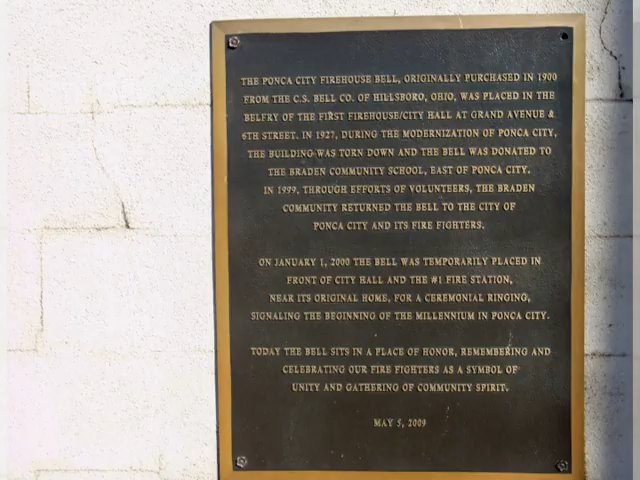 THE PONCA CITY FIREHOUSE BELL, ORIGINALLY PURCHASED IN 1900
FROM THE C.S. BELL CO. OF HILLSBORO, OHIO, WAS PLACED IN THE
BELFRY OF THE FIRST FIREHOUSE/CITY HALL AT GRAND AVENUE &
6TH STREET. IN 1927, DURING THE MODERNIZATION OF PONCA CITY,
THE BUILDING WAS TORN DOWN AND THE BELL WAS DONATED TO
THE BRADEN COMMUNITY SCHOOL, EAST OF PONCA CITY.
IN 1999, THROUGH EFFORTS OF VOLUNTEERS, THE BRADEN
COMMUNITY RETURNED THE BELL TO THE CITY OF
PONCA CITY AND ITS FIRE FIGHTERS.
ON JANUARY 1, 2000 THE BELL WAS TEMPORARILY PLACED IN
FRONT OF CITY HALL AND THE #1 FIRE STATION,
NEAR ITS ORIGINAL HOME, FOR A CEREMONIAL RINGING,
SIGNALING THE BEGINNING OF THE MILLENNIUM IN PONCA CITY.
TODAY THE BELL SITS IN A PLACE OF HONOR, REMEMBERING AND
CELEBRATING OUR FIRE FIGHTERS AS A SYMBOL OF
UNITY AND GATHERING OF COMMUNITY SPIRIT.
MAY 5, 2009